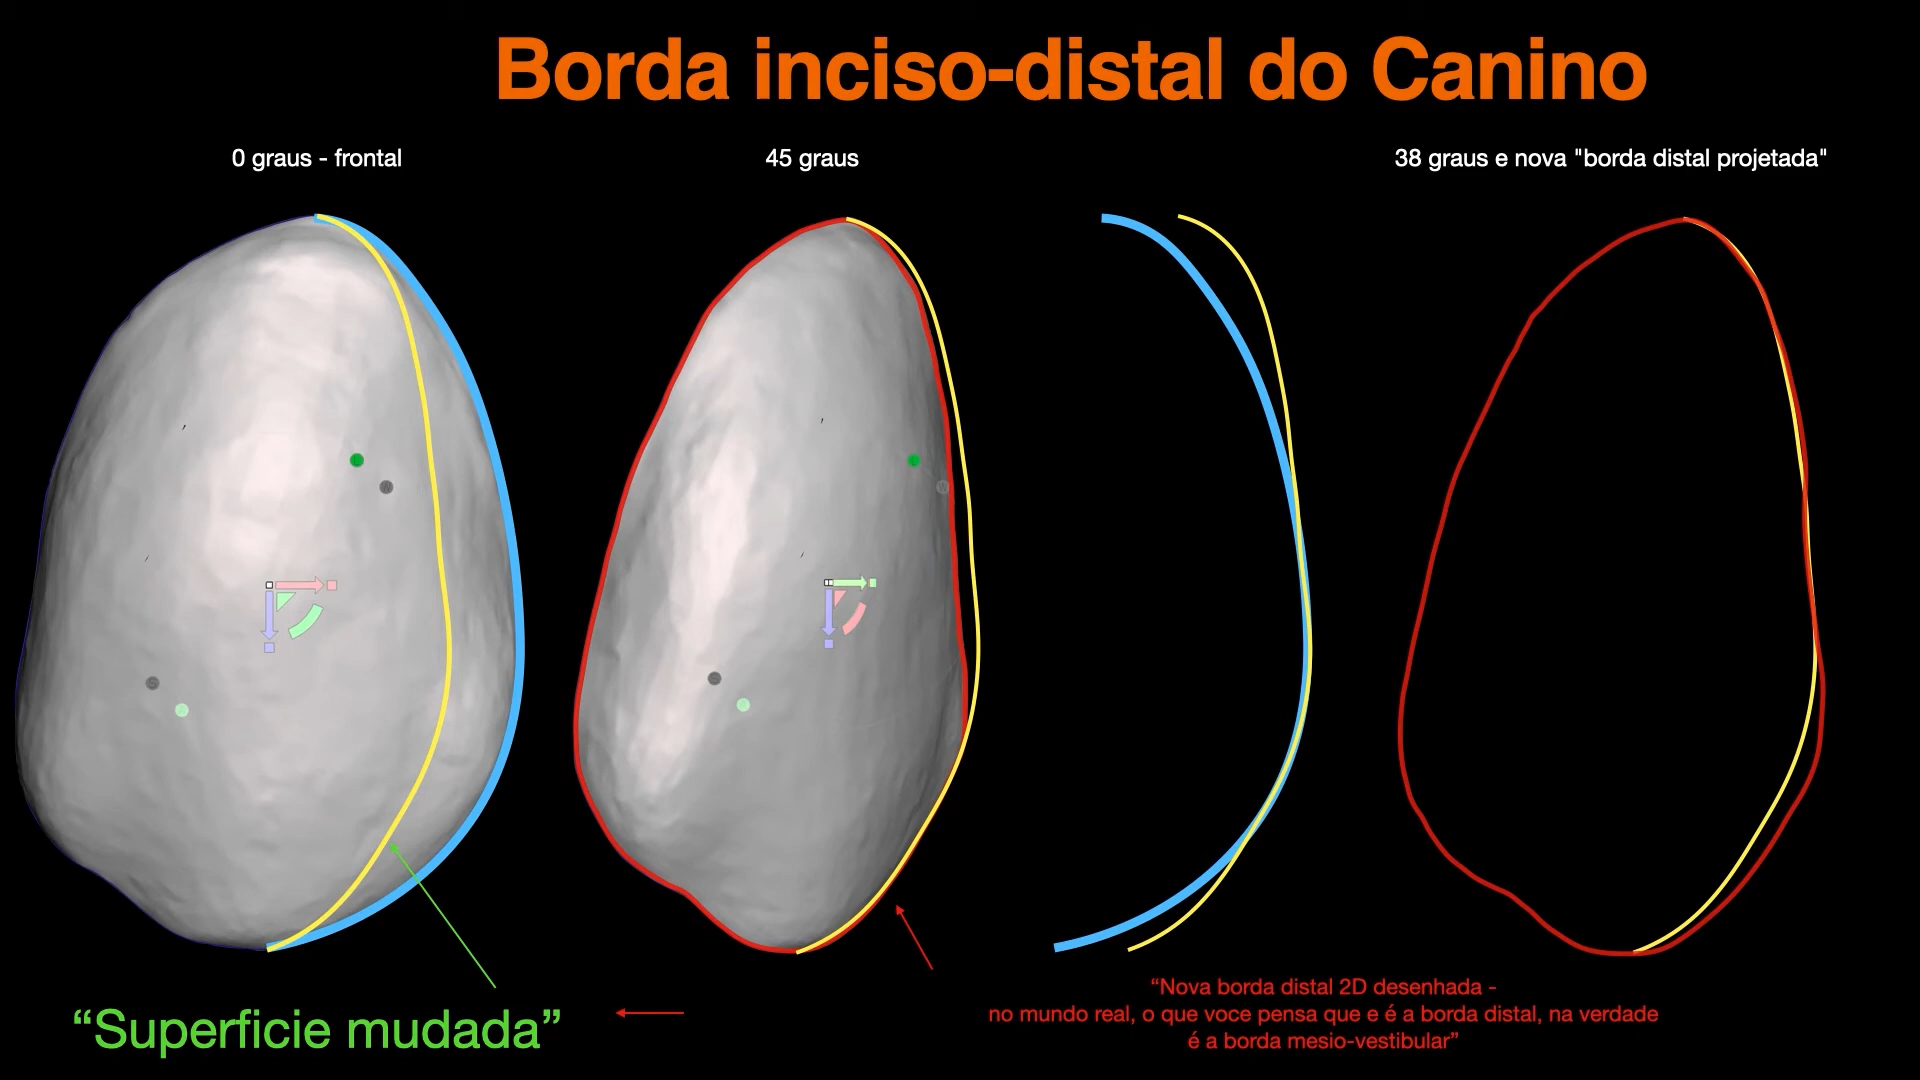 Borda inciso-distal do Canino
0 graus - frontal
45 graus
38 graus e nova "borda distal projetada"
“Nova borda distal 2D desenhada -
no mundo real, o que voce pensa que e é a borda distal, na verdade
é a borda mesio-vestibular”
“Superficie mudada”